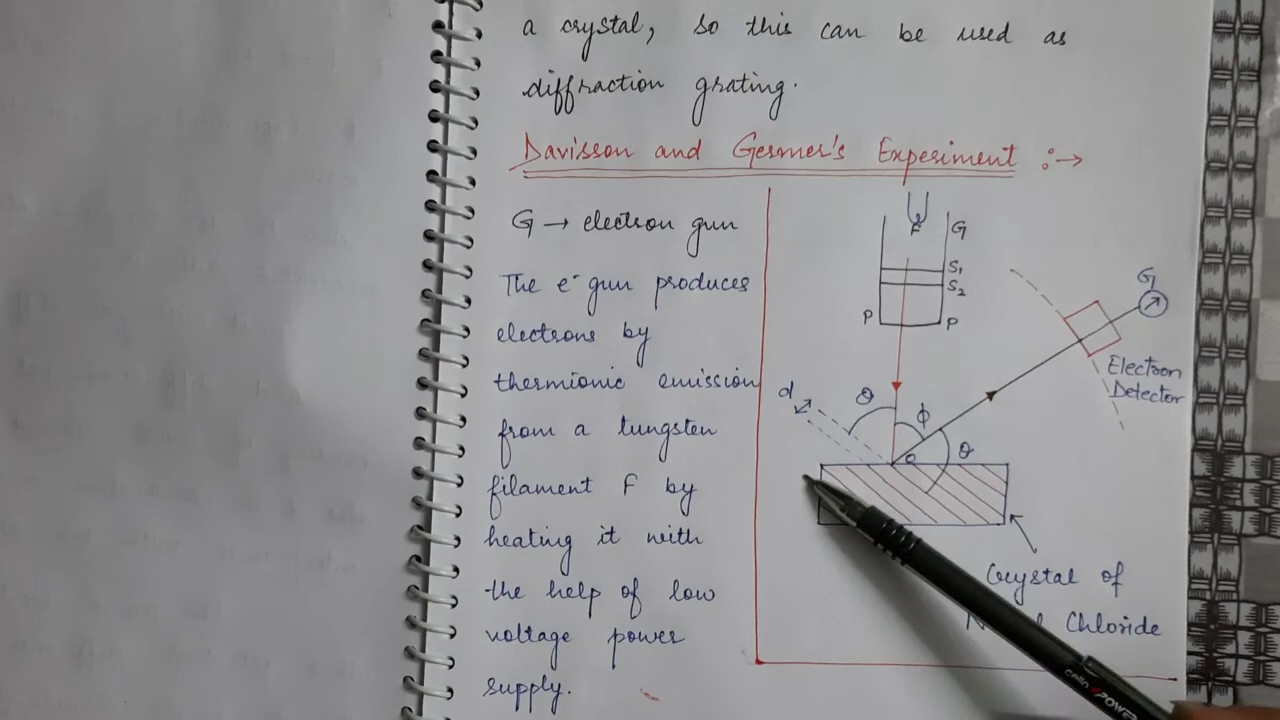 a crystal, so this can be used as
diffraction grating.
Davisson and Germer's Experiment :→
G → electron gun
The e⁻ gun produces
electrons by
thermionic emission
from a tungsten
filament F by
heating it with
the help of low
voltage power
supply.
F
G
S₁
S₂
P P
G
Electron
Detector
d
θ
ϕ
θ
Crystal of
Chloride